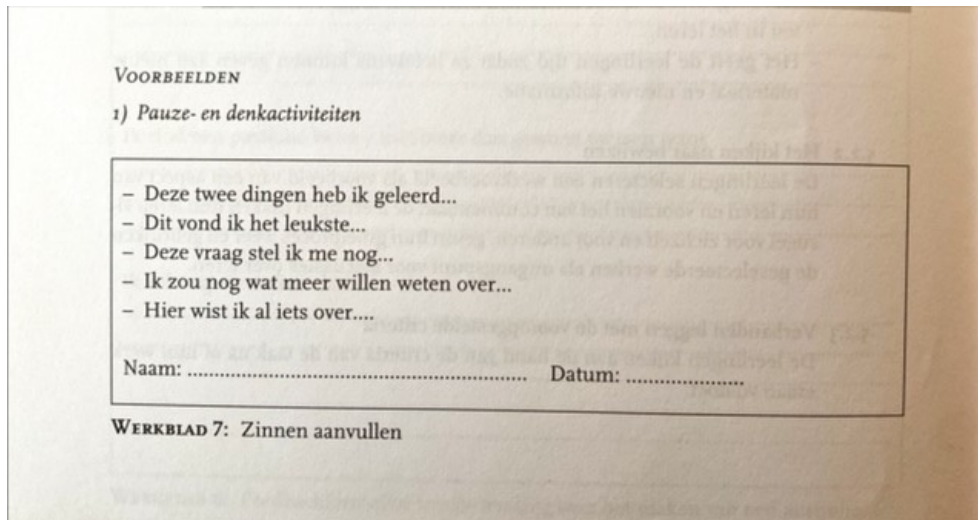 VOORBEELDEN
1) Pauze- en denkactiviteiten
– Deze twee dingen heb ik geleerd...
– Dit vond ik het leukste...
– Deze vraag stel ik me nog...
– Ik zou nog wat meer willen weten over...
– Hier wist ik al iets over....
Naam: ............................................................ Datum: .....................
WERKBLAD 7: Zinnen aanvullen